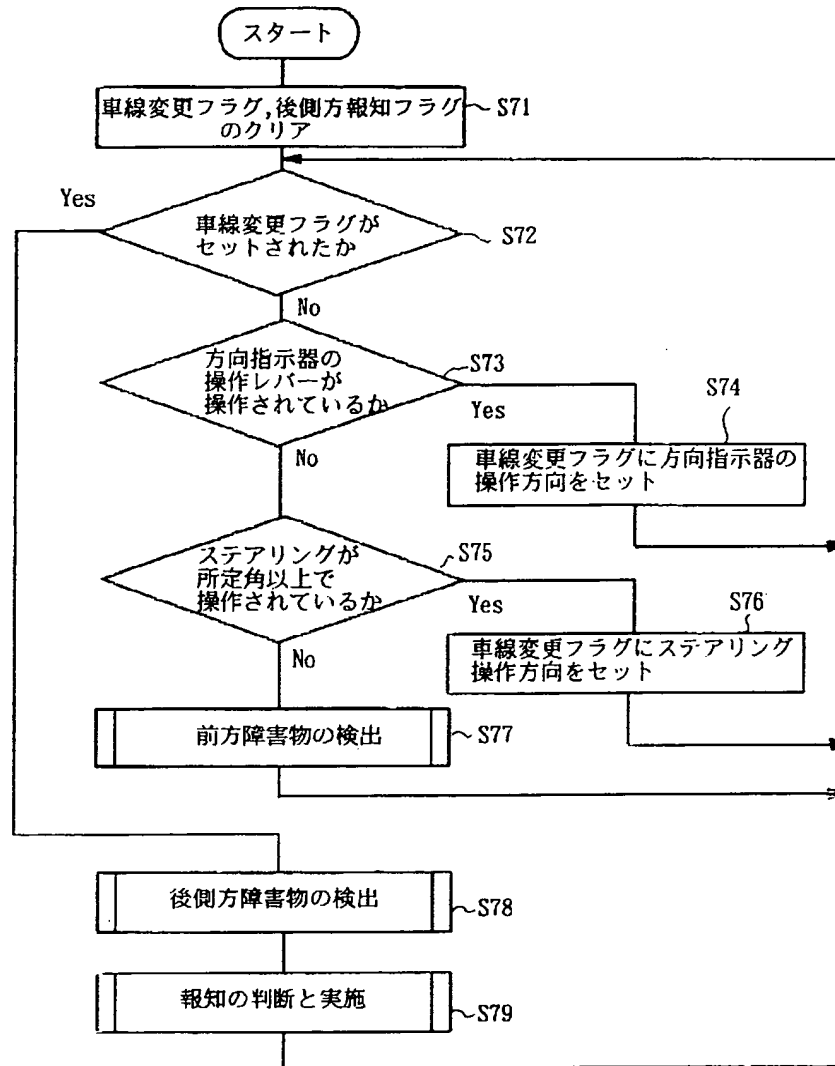 スタート
車線変更フラグ,後側方報知フラグ
のクリア
S71
Yes
車線変更フラグが
セットされたか
S72
No
方向指示器の
操作レバーが
操作されているか
S73
Yes
S74
車線変更フラグに方向指示器の
操作方向をセット
No
ステアリングが
所定角以上で
操作されているか
S75
Yes
S76
車線変更フラグにステアリング
操作方向をセット
No
前方障害物の検出
S77
後側方障害物の検出
S78
報知の判断と実施
S79